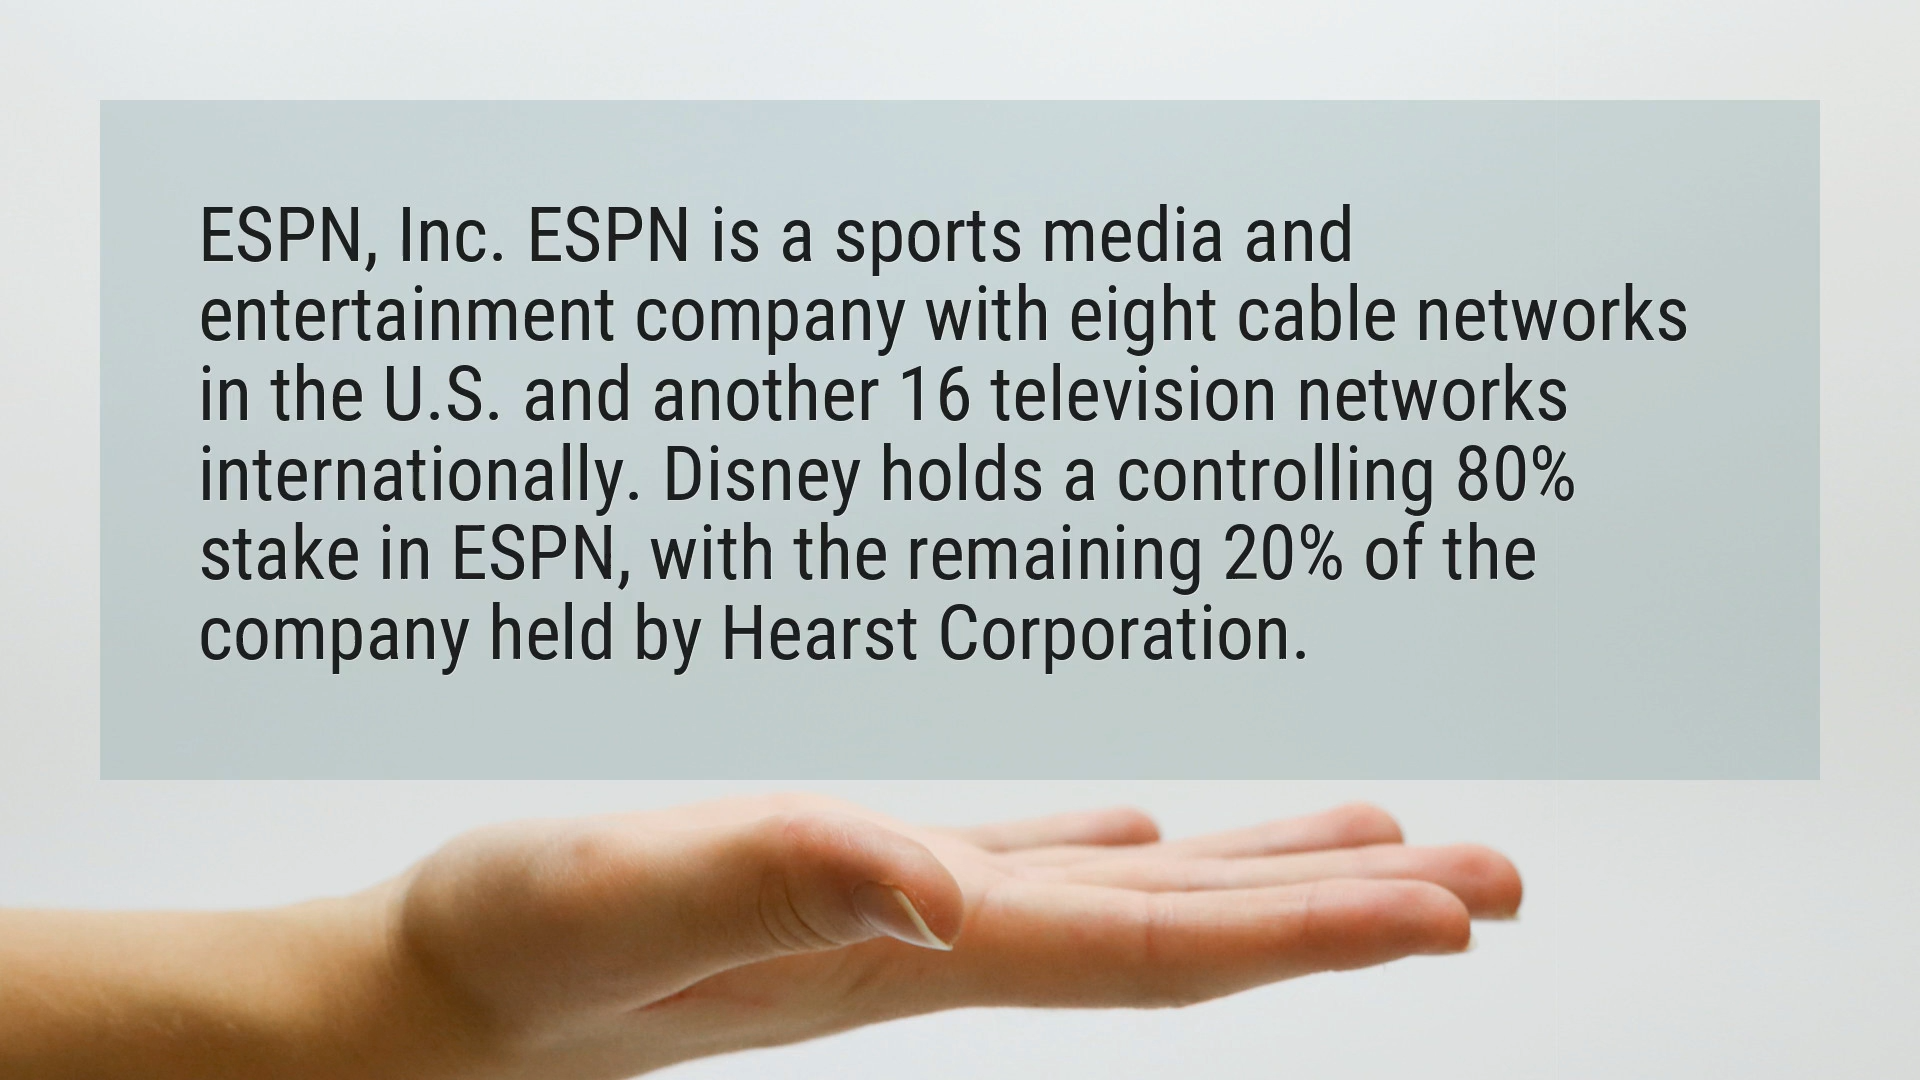 ESPN, Inc. ESPN is a sports media and
entertainment company with eight cable networks
in the U.S. and another 16 television networks
internationally. Disney holds a controlling 80%
stake in ESPN, with the remaining 20% of the
company held by Hearst Corporation.